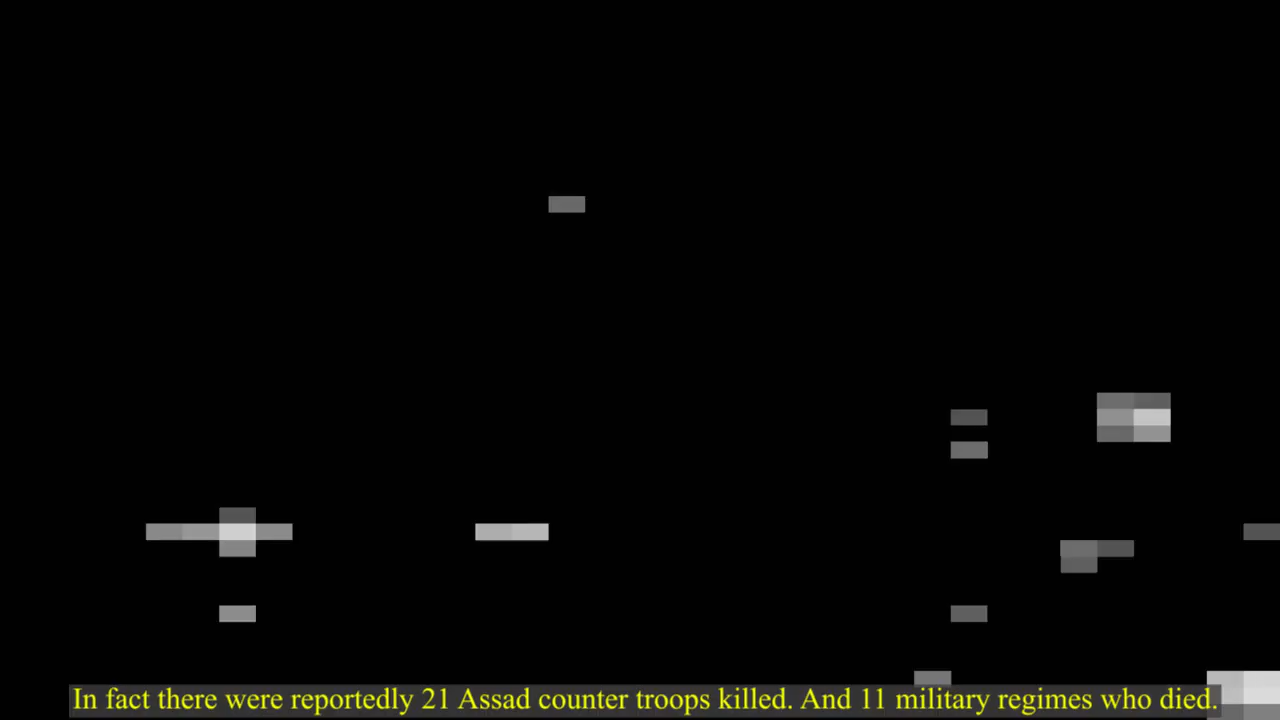 In fact there were reportedly 21 Assad counter troops killed. And 11 military regimes who died.